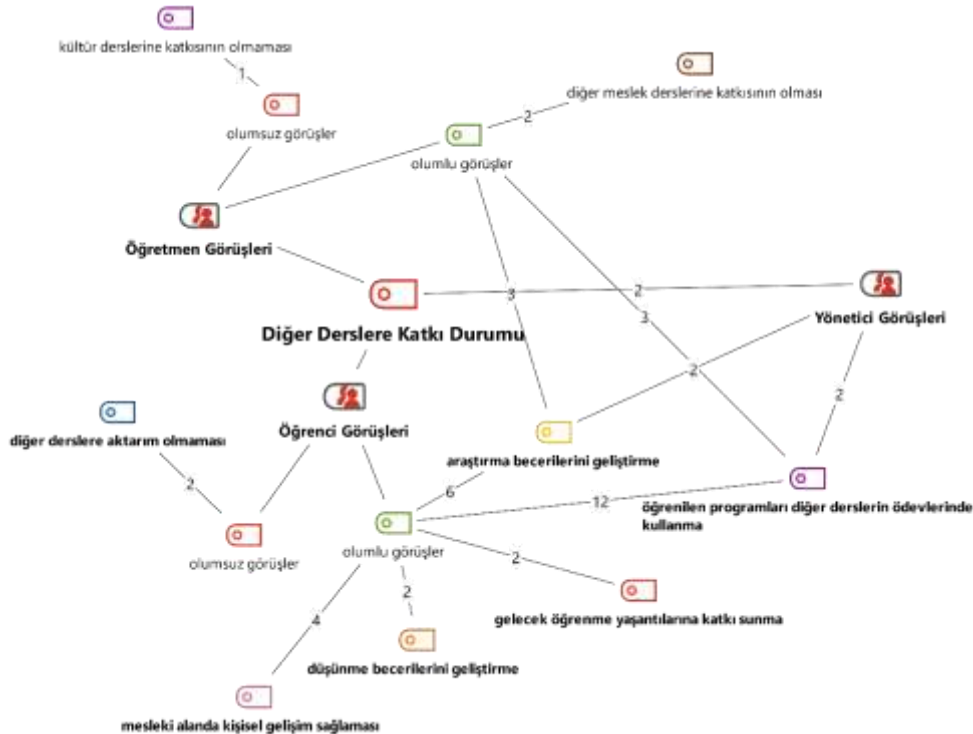 kültür derslerine katkısının olmaması
1
olumsuz görüşler
diğer meslek derslerine katkısının olması
2
olumlu görüşler
Öğretmen Görüşleri
3
2
3
Yönetici Görüşleri
Diğer Derslere Katkı Durumu
2
2
Öğrenci Görüşleri
diğer derslere aktarım olmaması
araştırma becerilerini geliştirme
2
6
12
öğrenilen programları diğer derslerin ödevlerinde
kullanma
olumsuz görüşler
olumlu görüşler
2
2
4
gelecek öğrenme yaşantılarına katkı sunma
düşünme becerilerini geliştirme
mesleki alanda kişisel gelişim sağlaması